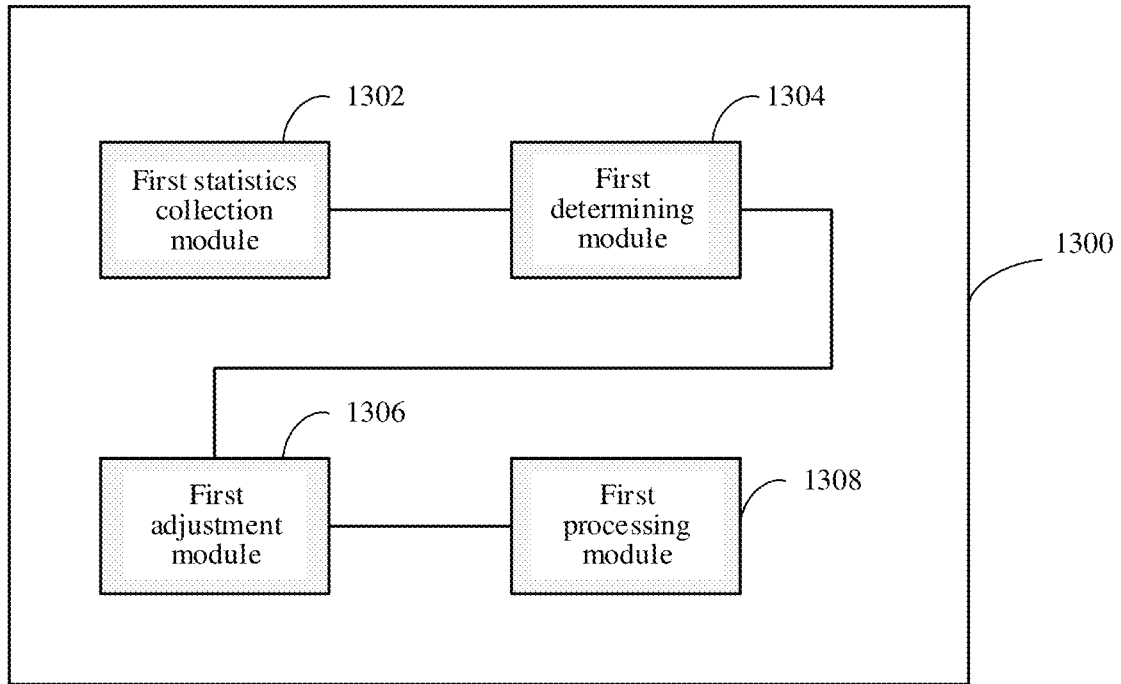 1302
1304
First statistics
collection
module
First
determining
module
1300
1306
First
adjustment
module
First
processing
module
1308